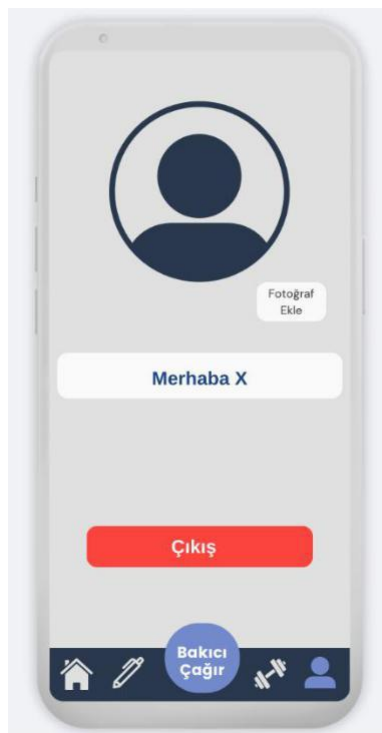 Fotoğraf
Ekle
Merhaba X
Çıkış
Bakıcı
Çağır